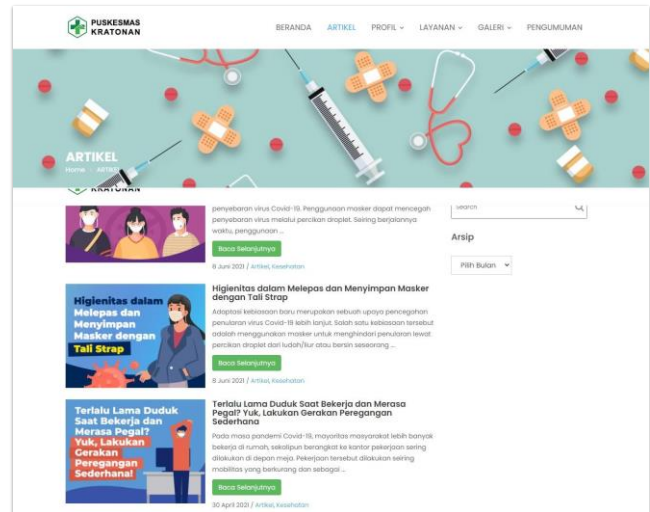 PUSKESMAS
KRATONAN
BERANDA ARTIKEL PROFIL LAYANAN GALERI PENGUMUMAN
ARTIKEL
Home ARTIKEL
KRATONAN
penyebaran virus Covid-19. Penggunaan masker dapat mencegah
penyebaran virus melalui percikan droplet. Seiring berjalannya
waktu, penggunaan ...
Baca Selanjutnya
8 Juni 2021 / Artikel, Kesehatan
Search
Arsip
Pilih Bulan
Higienitas dalam
Melepas dan
Menyimpan
Masker dengan
Tali Strap
Higienitas dalam Melepas dan Menyimpan Masker
dengan Tali Strap
Adaptasi kebiasaan baru merupakan sebuah upaya pencegahan
penularan virus Covid-19 lebih lanjut. Salah satu kebiasaan tersebut
adalah menggunakan masker untuk menghindari penularan lewat
percikan droplet dari ludah/liur atau bersin seseorang ...
Baca Selanjutnya
8 Juni 2021 / Artikel, Kesehatan
Terlalu Lama Duduk
Saat Bekerja dan
Merasa Pegal?
Yuk, Lakukan
Gerakan
Peregangan
Sederhana!
Terlalu Lama Duduk Saat Bekerja dan Merasa
Pegal? Yuk, Lakukan Gerakan Peregangan
Sederhana
Pada masa pandemi Covid-19, mayoritas masyarakat lebih banyak
bekerja di rumah, sekalipun berangkat ke kantor pekerjaan sering
dilakukan di depan meja. Pekerjaan tersebut dilakukan seiring
mobilitas yang berkurang dan sebagai ...
Baca Selanjutnya
30 April 2021 / Artikel, Kesehatan